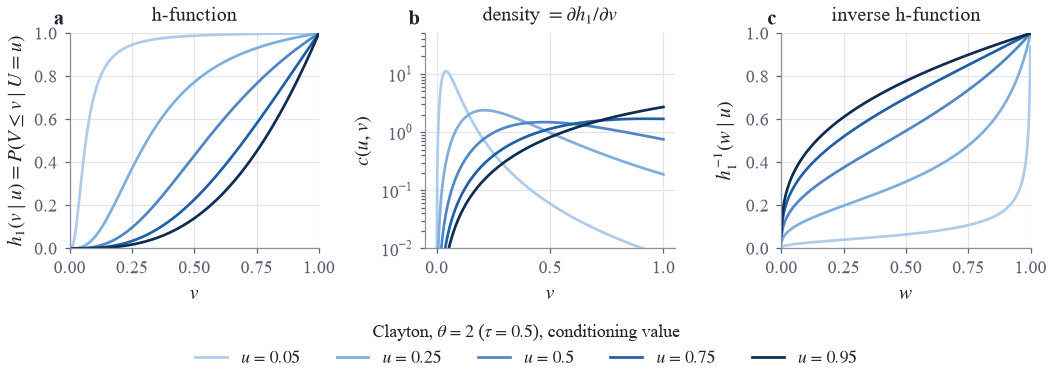 a h-function
b density = ∂h₁/∂v
c inverse h-function
h₁(v | u) = P(V ≤ v | U = u)
1.0
0.8
0.6
0.4
0.2
0.0
0.00 0.25 0.50 0.75 1.00
v
c(u, v)
10¹
10⁰
10⁻¹
10⁻²
0.0 0.5 1.0
v
h₁⁻¹(w | u)
1.0
0.8
0.6
0.4
0.2
0.0
0.00 0.25 0.50 0.75 1.00
w
Clayton, θ = 2 (τ = 0.5), conditioning value
u = 0.05 u = 0.25 u = 0.5 u = 0.75 u = 0.95